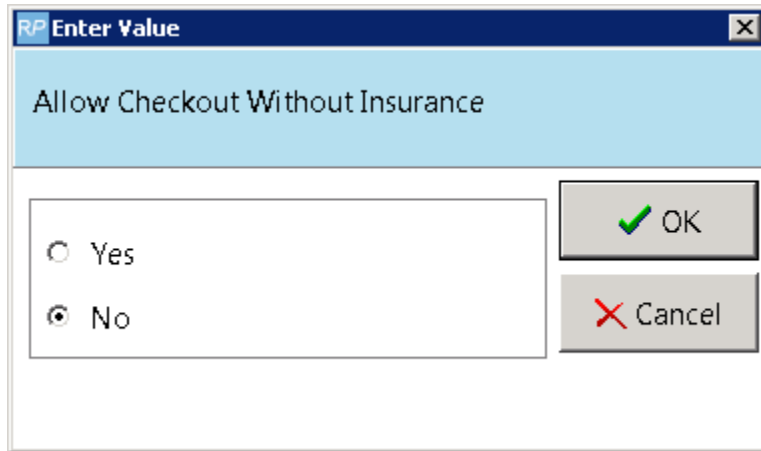 RP Enter Value
Allow Checkout Without Insurance
Yes
No
OK
Cancel